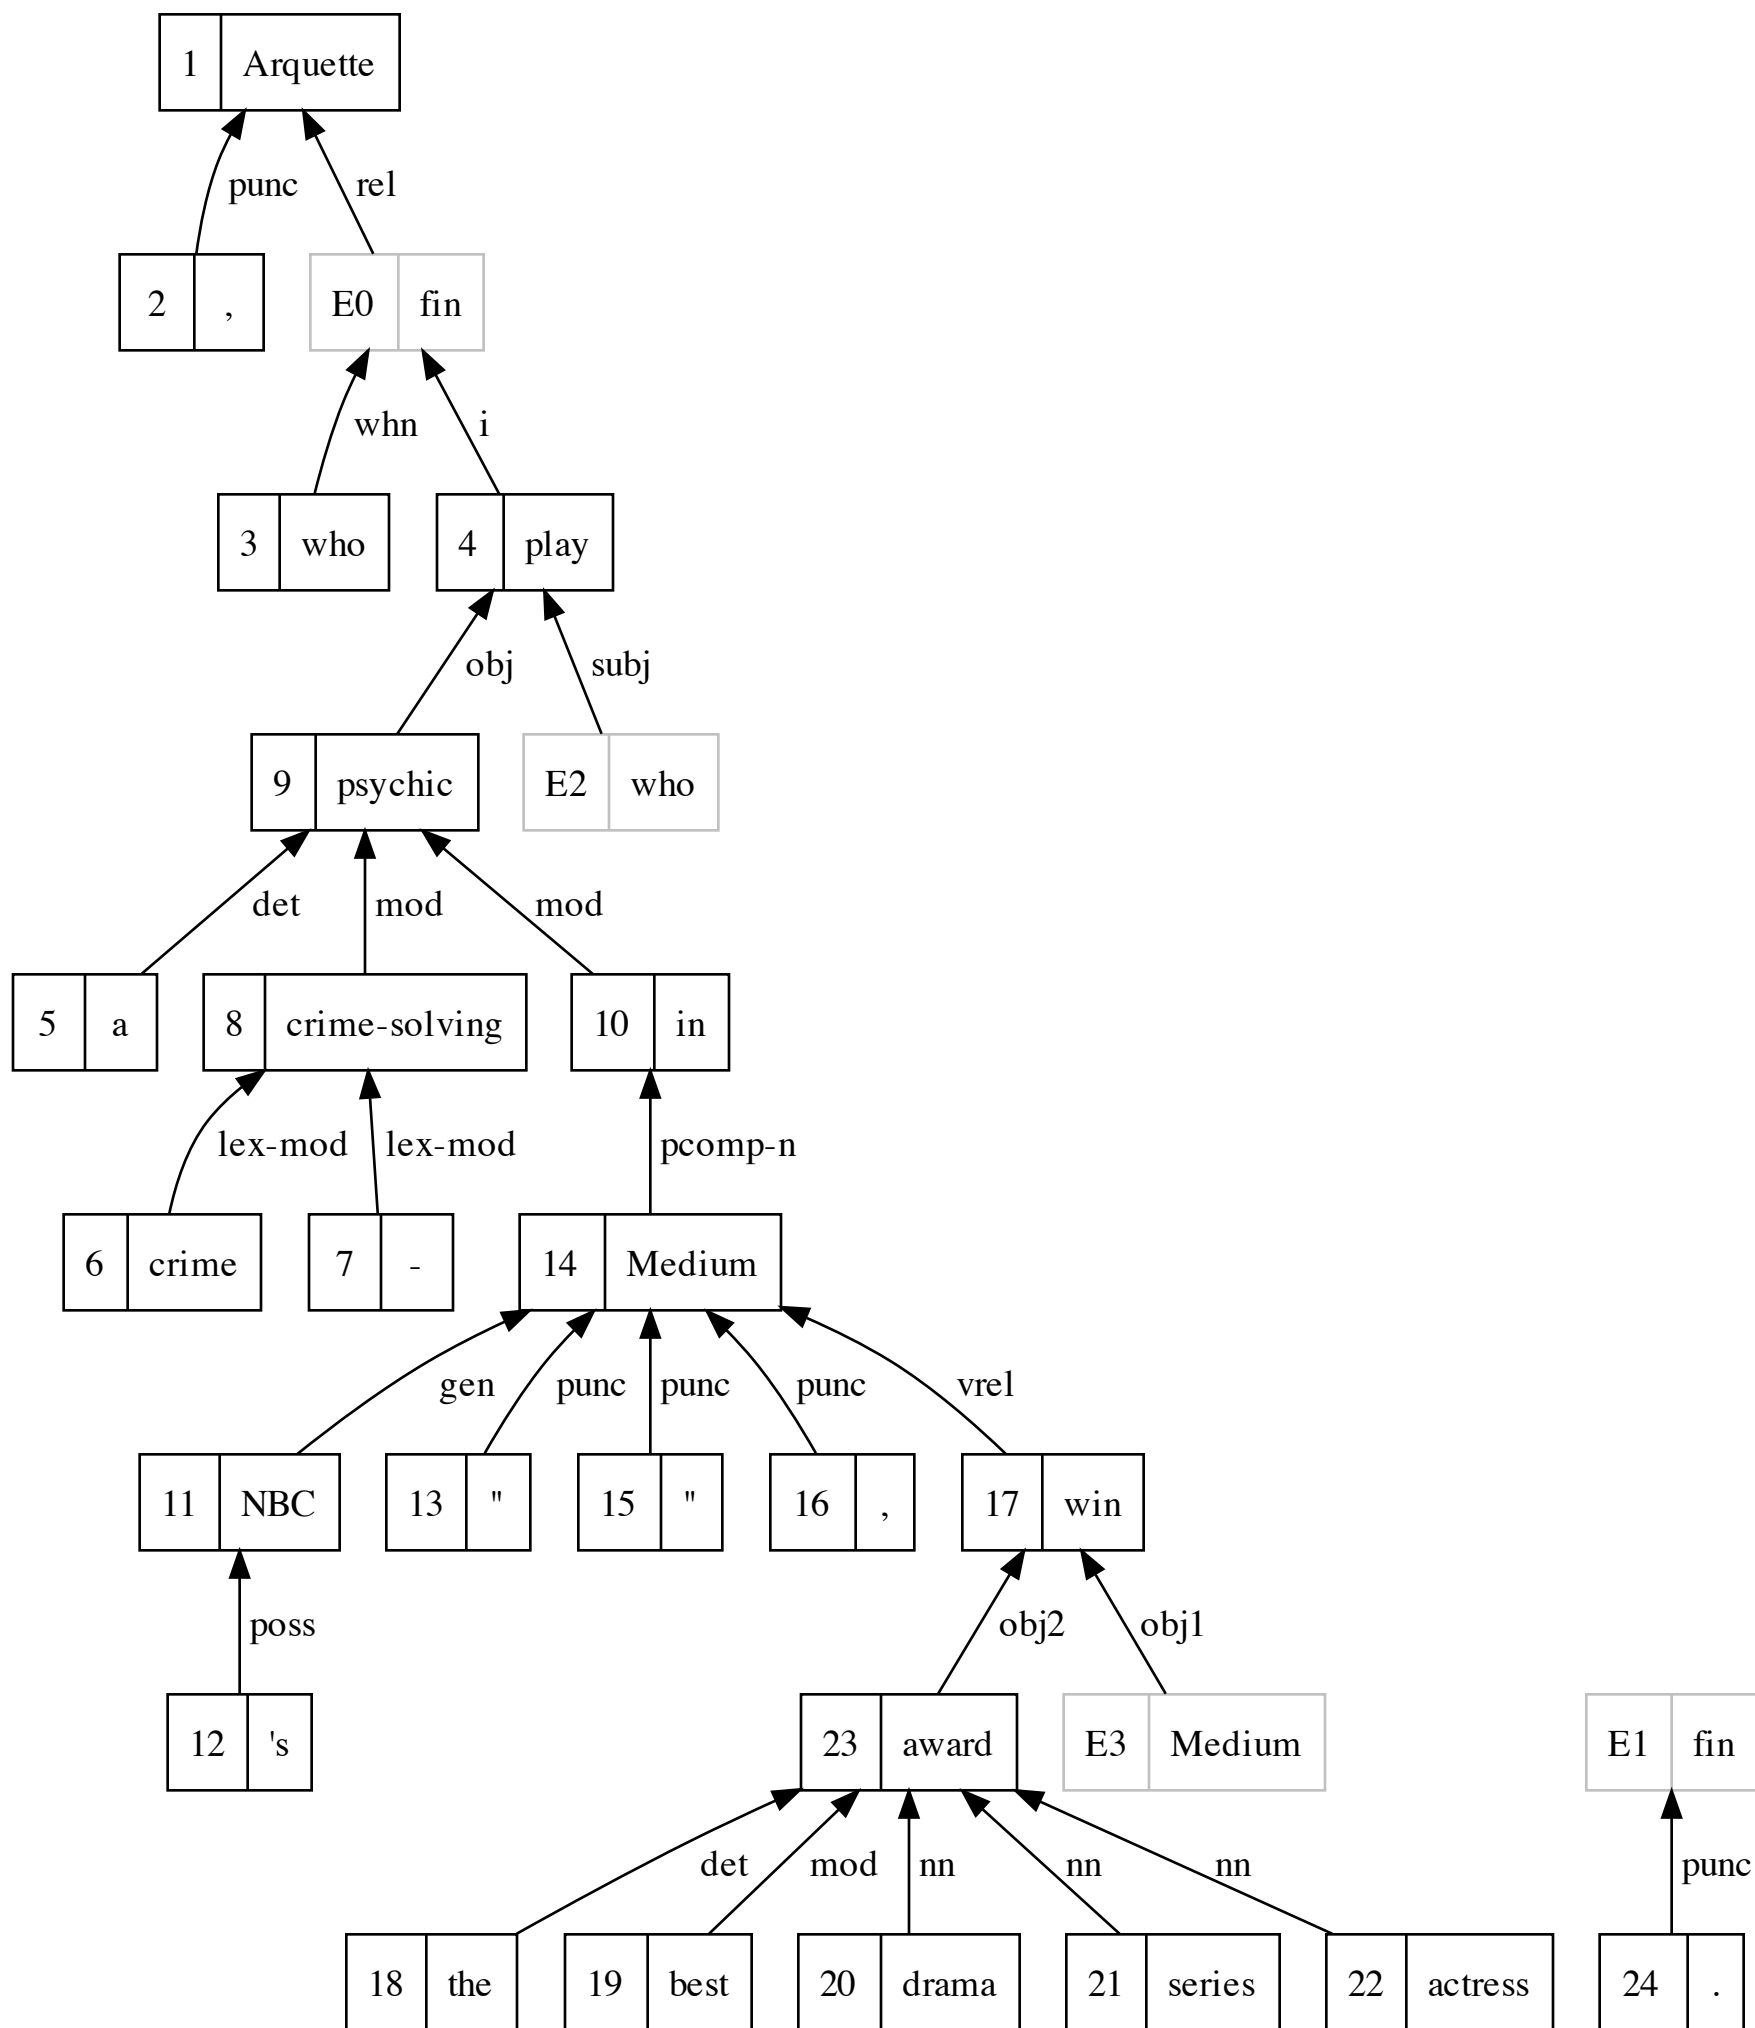 1 Arquette
punc rel
2 , E0 fin
whn i
3 who 4 play
obj subj
9 psychic E2 who
det mod mod
5 a 8 crime-solving 10 in
lex-mod lex-mod pcomp-n
6 crime 7 - 14 Medium
gen punc punc punc vrel
11 NBC 13 " 15 " 16 , 17 win
poss obj2 obj1
12 's 23 award E3 Medium E1 fin
det mod nn nn nn punc
18 the 19 best 20 drama 21 series 22 actress 24 .